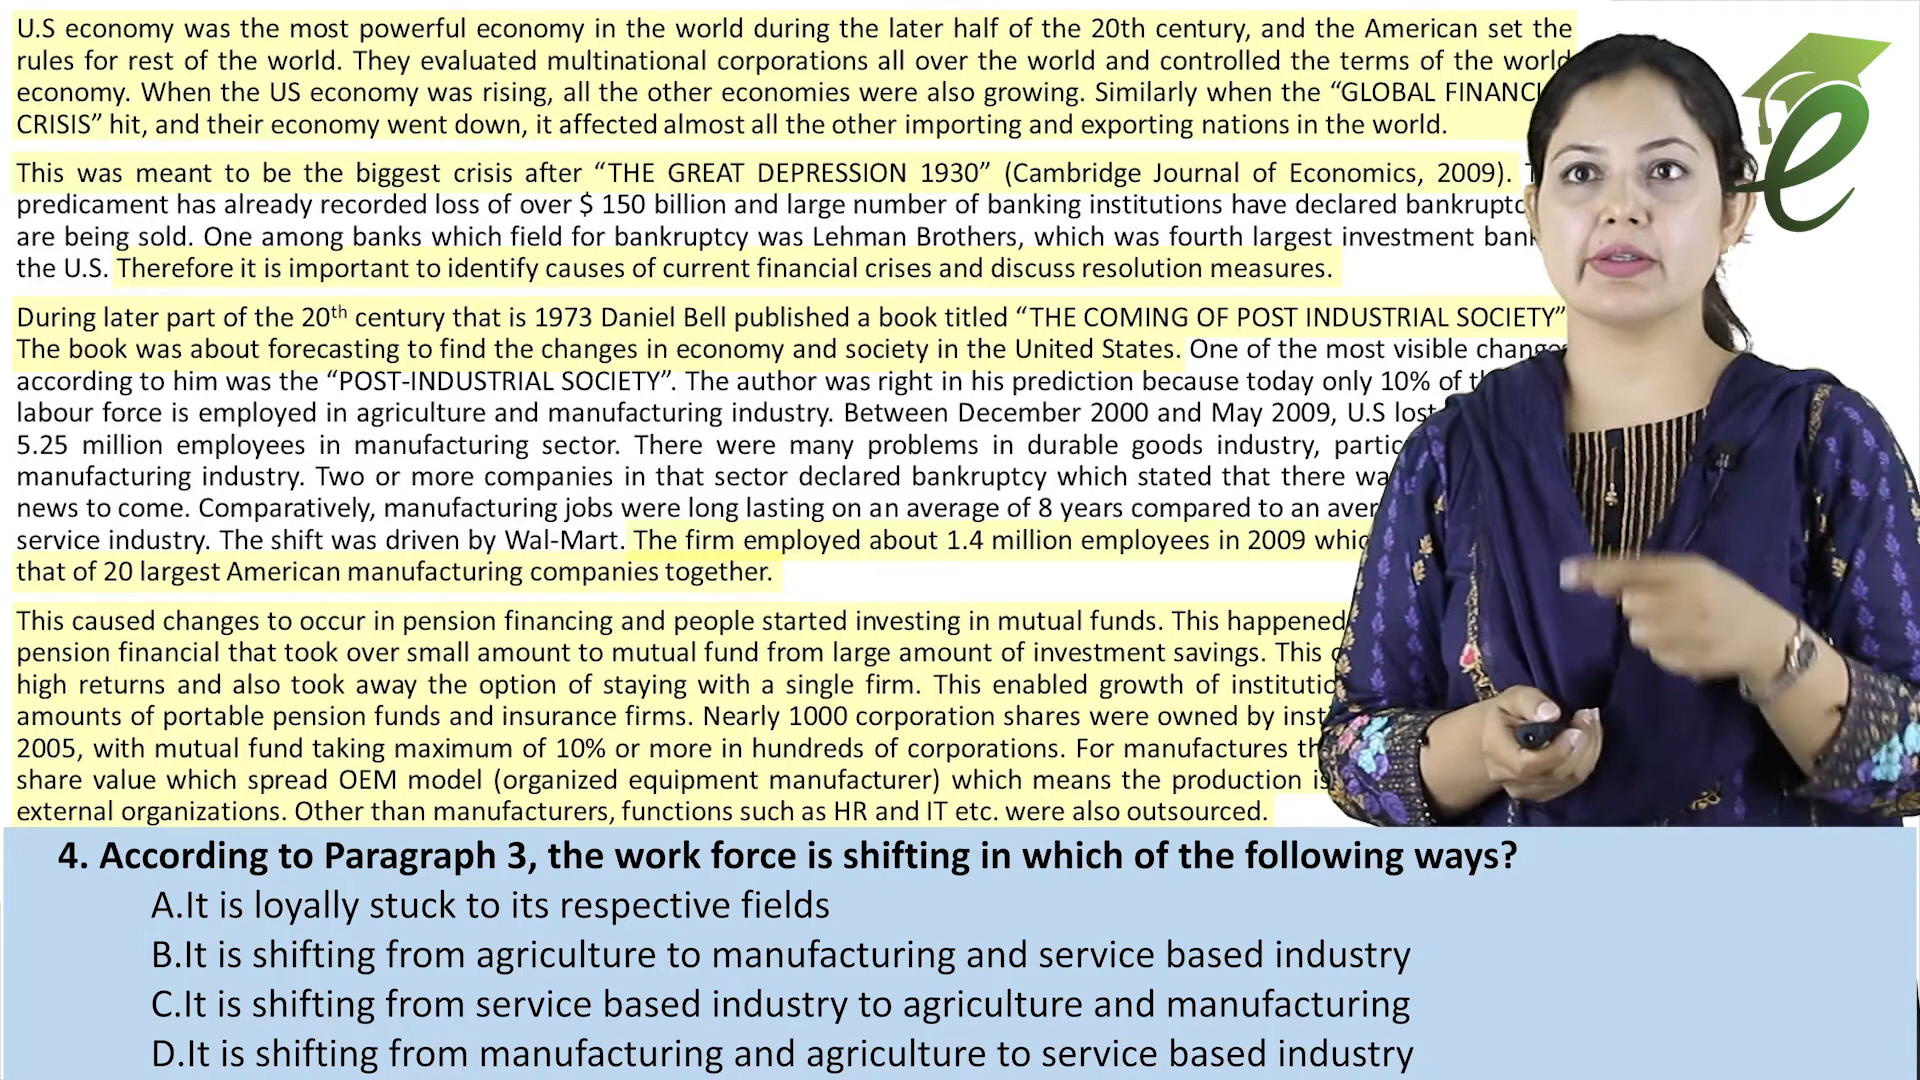 U.S economy was the most powerful economy in the world during the later half of the 20th century, and the American set the
rules for rest of the world. They evaluated multinational corporations all over the world and controlled the terms of the world
economy. When the US economy was rising, all the other economies were also growing. Similarly when the “GLOBAL
CRISIS” hit, and their economy went down, it affected almost all the other importing and exporting nations in the world.
This was meant to be the biggest crisis after “THE GREAT DEPRESSION 1930” (Cambridge Journal of Economics, 2009).
predicament has already recorded loss of over $ 150 billion and large number of banking institutions have declared
are being sold. One among banks which field for bankruptcy was Lehman Brothers, which was fourth largest investment
the U.S. Therefore it is important to identify causes of current financial crises and discuss resolution measures.
During later part of the 20th century that is 1973 Daniel Bell published a book titled “THE COMING OF POST INDUSTRIAL SOCIETY”
The book was about forecasting to find the changes in economy and society in the United States. One of the most visible
according to him was the “POST-INDUSTRIAL SOCIETY”. The author was right in his prediction because today only 10% of
labour force is employed in agriculture and manufacturing industry. Between December 2000 and May 2009, U.S lost
5.25 million employees in manufacturing sector. There were many problems in durable goods industry,
manufacturing industry. Two or more companies in that sector declared bankruptcy which stated that there
news to come. Comparatively, manufacturing jobs were long lasting on an average of 8 years compared to an
service industry. The shift was driven by Wal-Mart. The firm employed about 1.4 million employees in 2009
that of 20 largest American manufacturing companies together.
This caused changes to occur in pension financing and people started investing in mutual funds. This happened
pension financial that took over small amount to mutual fund from large amount of investment savings. This
high returns and also took away the option of staying with a single firm. This enabled growth of
amounts of portable pension funds and insurance firms. Nearly 1000 corporation shares were owned by
2005, with mutual fund taking maximum of 10% or more in hundreds of corporations. For manufactures
share value which spread OEM model (organized equipment manufacturer) which means the production is
external organizations. Other than manufacturers, functions such as HR and IT etc. were also outsourced.
4. According to Paragraph 3, the work force is shifting in which of the following ways?
A.It is loyally stuck to its respective fields
B.It is shifting from agriculture to manufacturing and service based industry
C.It is shifting from service based industry to agriculture and manufacturing
D.It is shifting from manufacturing and agriculture to service based industry